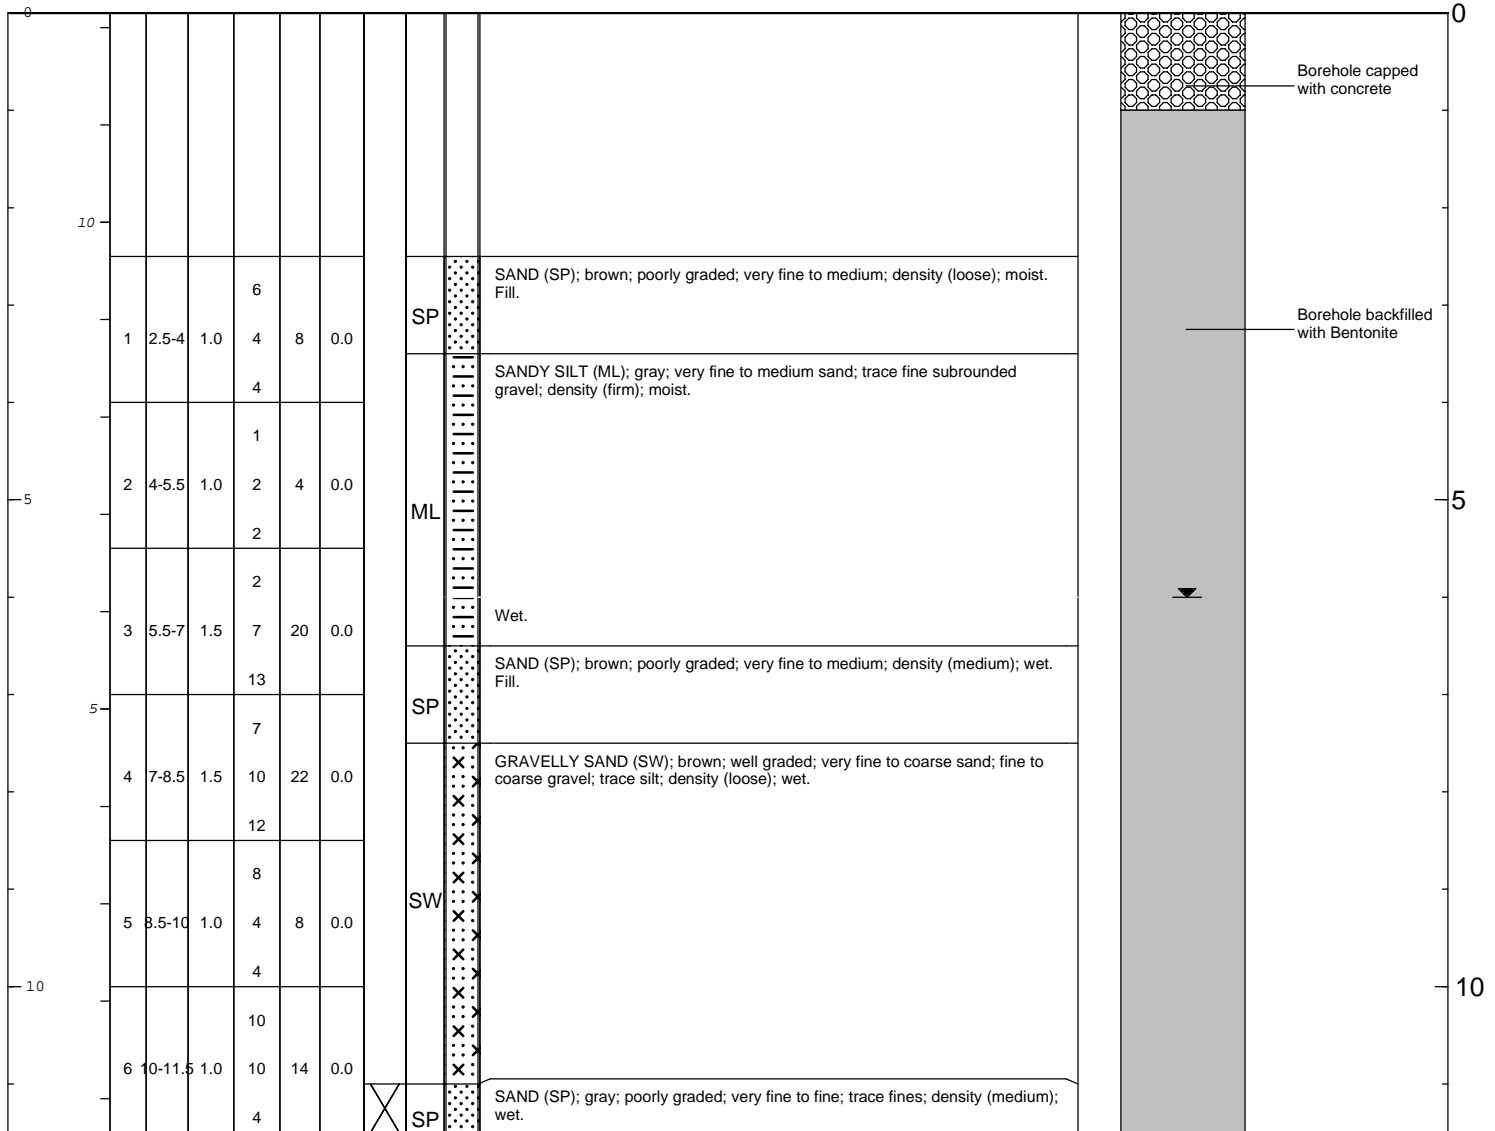 0
0
Borehole capped
with concrete
10
SAND (SP); brown; poorly graded; very fine to medium; density (loose); moist.
Fill.
6
SP
1 2.5-4 1.0 4 8 0.0
Borehole backfilled
with Bentonite
SANDY SILT (ML); gray; very fine to medium sand; trace fine subrounded
gravel; density (firm); moist.
4
1
2 4-5.5 1.0 2 4 0.0
5
5
ML
2
2
Wet.
3 5.5-7 1.5 7 20 0.0
SAND (SP); brown; poorly graded; very fine to medium; density (medium); wet.
Fill.
13
5
SP
7
GRAVELLY SAND (SW); brown; well graded; very fine to coarse sand; fine to
coarse gravel; trace silt; density (loose); wet.
4 7-8.5 1.5 10 22 0.0
12
8
SW
5 8.5-10 1.0 4 8 0.0
4
10
10
10
6 10-11.5 1.0 10 14 0.0
SAND (SP); gray; poorly graded; very fine to fine; trace fines; density (medium);
wet.
4
SP